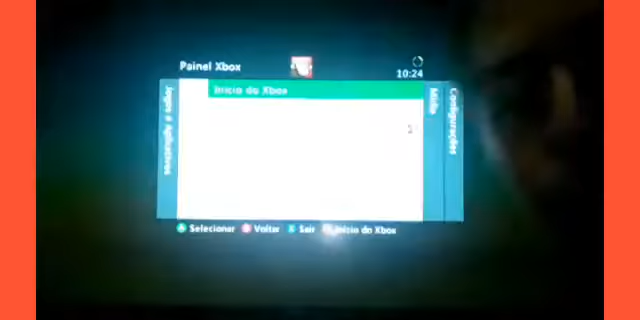 Painel Xbox
10:24
Início do Xbox
Jogos e Aplicativos
Mídia
Configurações
Selecionar Voltar Sair Início do Xbox